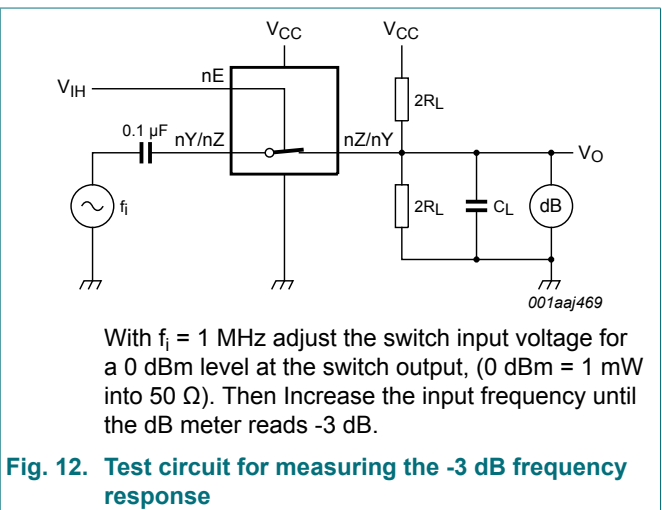 VCC VCC
nE
VIH
2RL
0.1 µF nY/nZ nZ/nY
VO
fi 2RL CL dB
001aaj469
With fi = 1 MHz adjust the switch input voltage for
a 0 dBm level at the switch output, (0 dBm = 1 mW
into 50 Ω). Then Increase the input frequency until
the dB meter reads -3 dB.
Fig. 12. Test circuit for measuring the -3 dB frequency
response